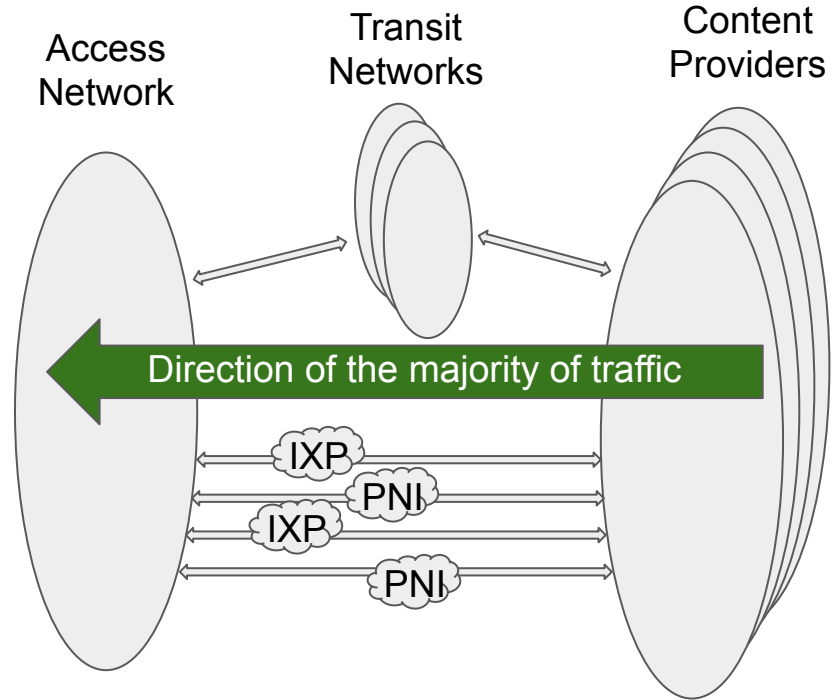 Access
Network
Transit
Networks
Content
Providers
Direction of the majority of traffic
IXP
PNI
IXP
PNI